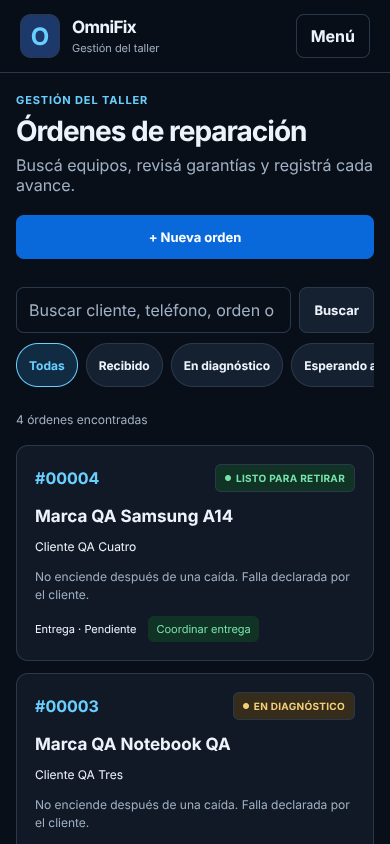 O
OmniFix
Gestión del taller
Menú
GESTIÓN DEL TALLER
Órdenes de reparación
Buscá equipos, revisá garantías y registrá cada
avance.
+ Nueva orden
Buscar cliente, teléfono, orden o
Buscar
Todas
Recibido
En diagnóstico
Esperando a
4 órdenes encontradas
#00004
LISTO PARA RETIRAR
Marca QA Samsung A14
Cliente QA Cuatro
No enciende después de una caída. Falla declarada por
el cliente.
Entrega · Pendiente
Coordinar entrega
#00003
EN DIAGNÓSTICO
Marca QA Notebook QA
Cliente QA Tres
No enciende después de una caída. Falla declarada por
el cliente.